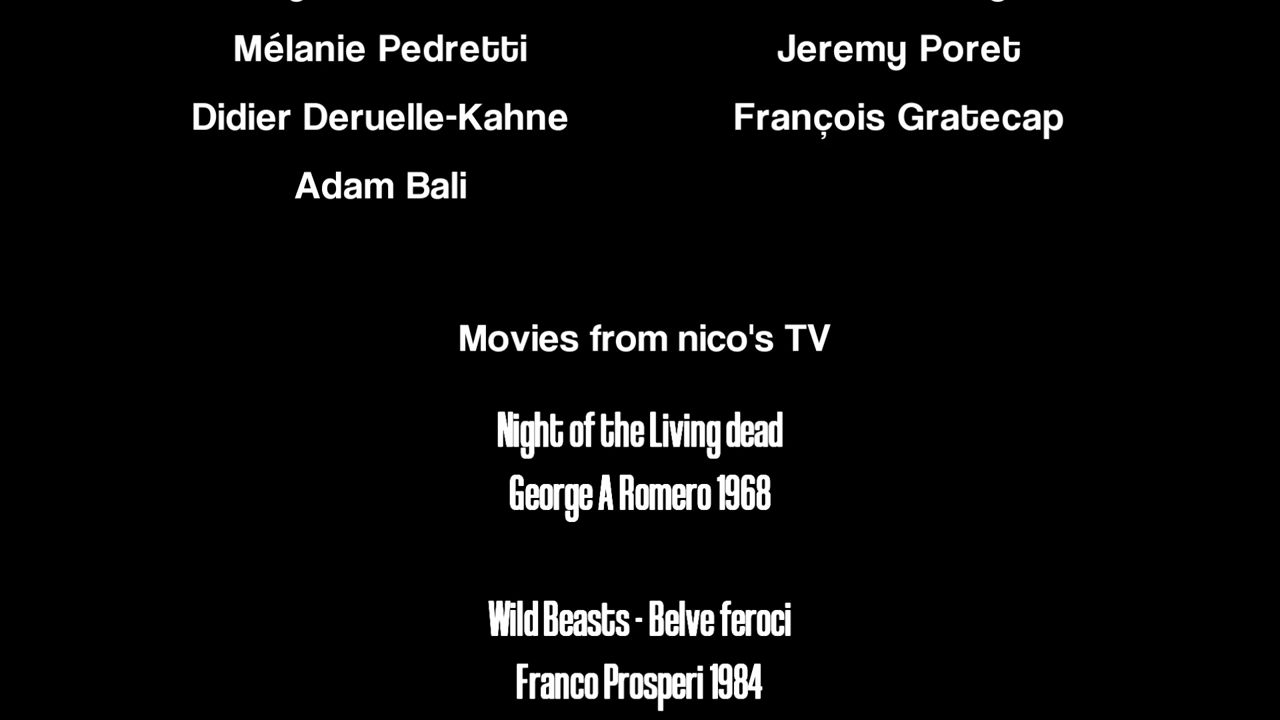 Mélanie Pedretti
Jeremy Poret
Didier Deruelle-Kahne
François Gratecap
Adam Bali
Movies from nico's TV
Night of the Living dead
George A Romero 1968
Wild Beasts - Belve feroci
Franco Prosperi 1984